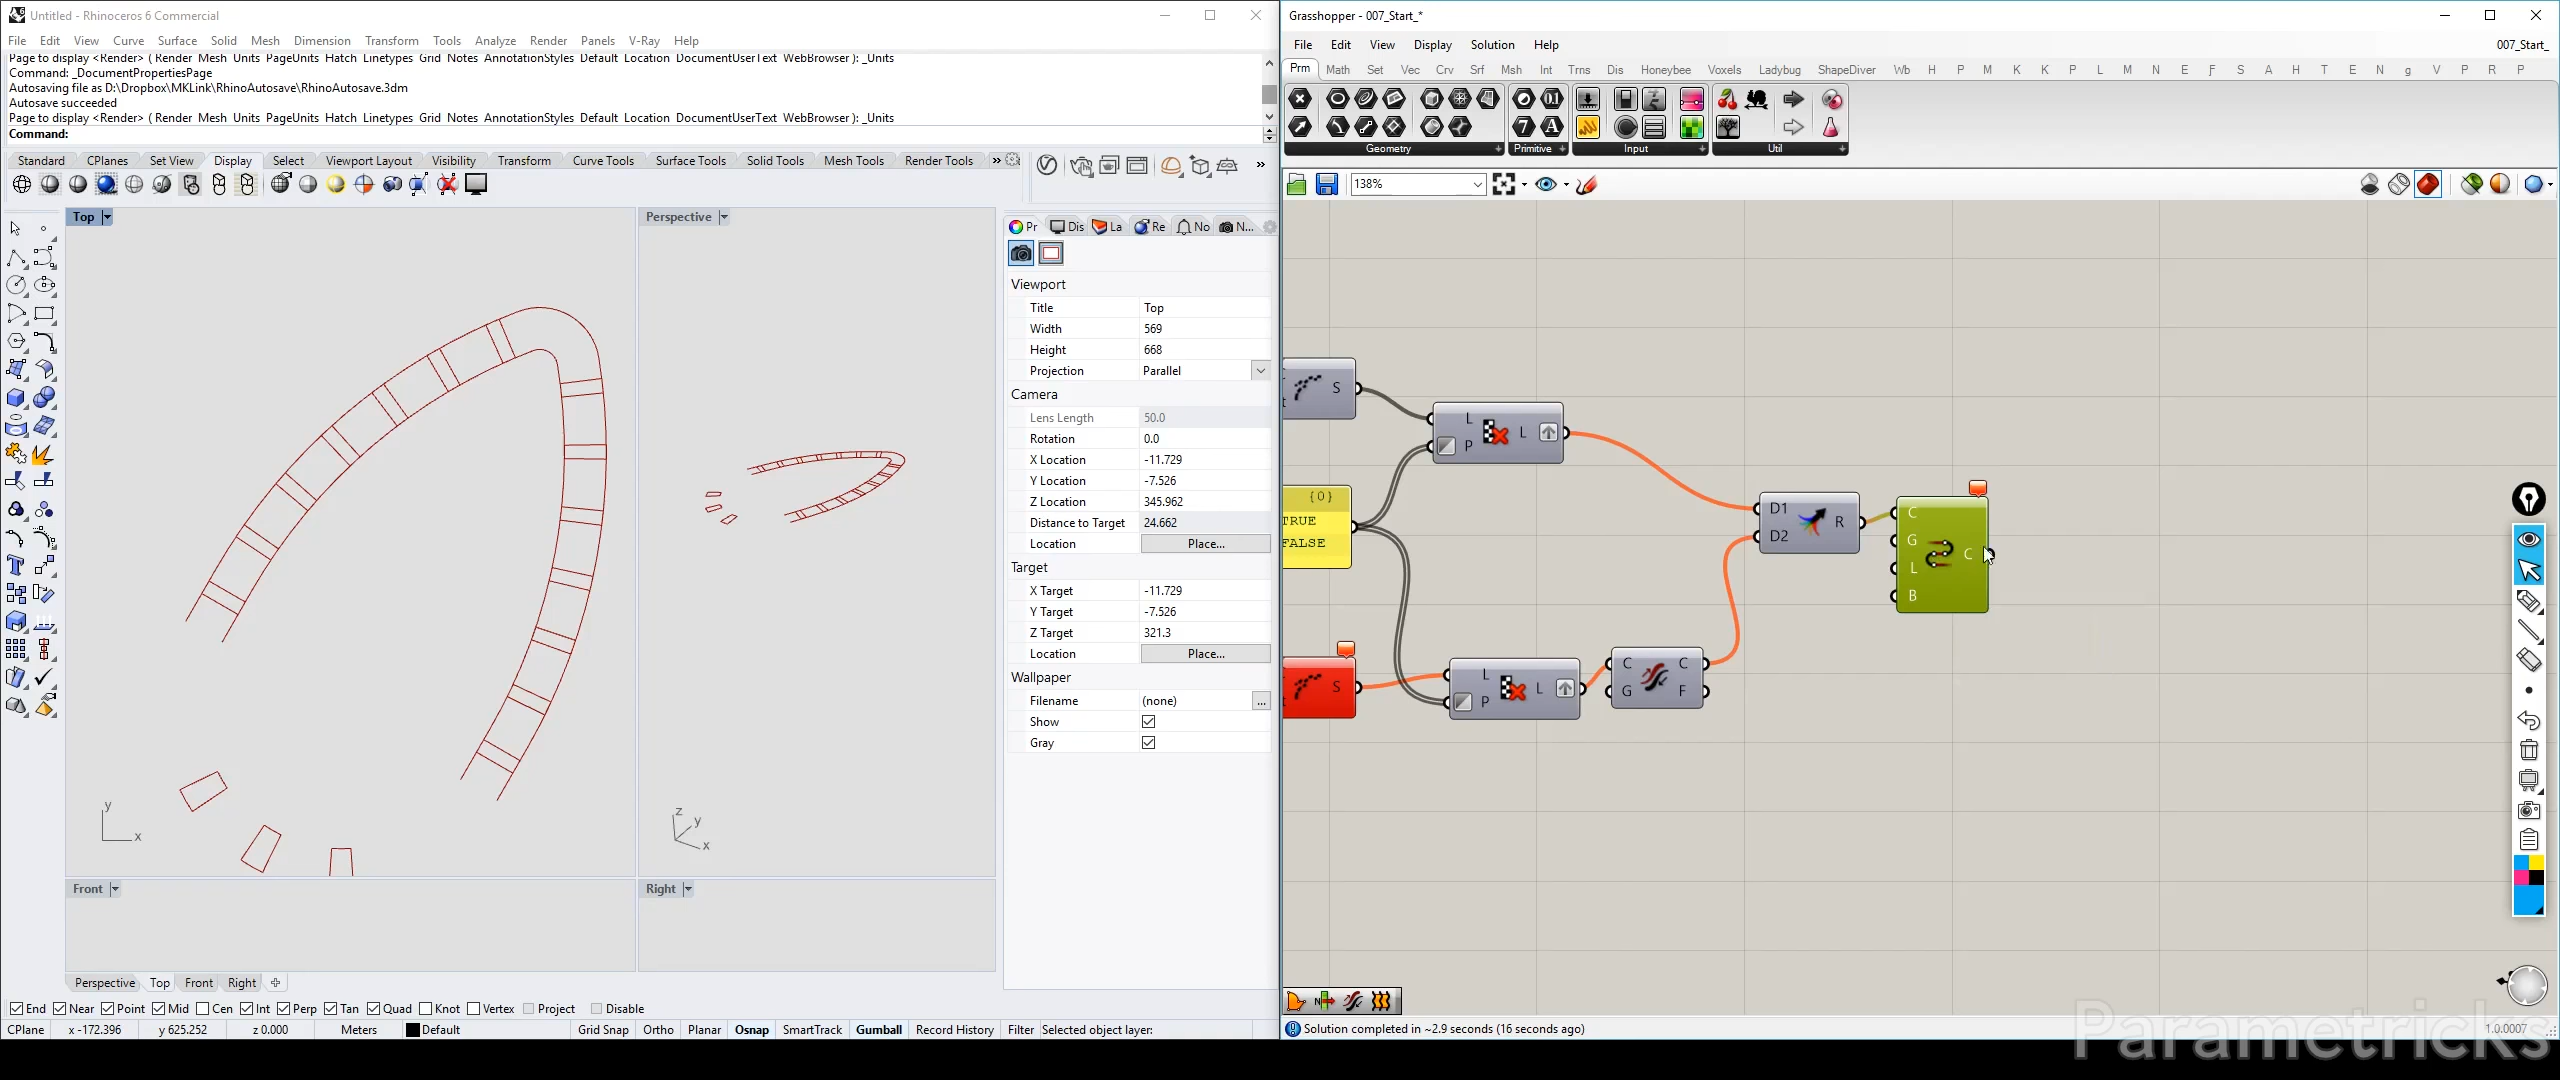 Untitled - Rhinoceros 6 Commercial
File Edit View Curve Surface Solid Mesh Dimension Transform Tools Analyze Render Panels V-Ray Help
Page to display <Render> ( Render Mesh Units PageUnits Hatch Linetypes Grid Notes AnnotationStyles Default Location DocumentUserText WebBrowser ): _Units
Command: _DocumentPropertiesPage
Autosaving file as D:\Dropbox\MKLink\RhinoAutosave\RhinoAutosave.3dm
Autosave succeeded
Page to display <Render> ( Render Mesh Units PageUnits Hatch Linetypes Grid Notes AnnotationStyles Default Location DocumentUserText WebBrowser ): _Units
Command:
Standard CPlanes Set View Display Select Viewport Layout Visibility Transform Curve Tools Surface Tools Solid Tools Mesh Tools Render Tools »
Top
Perspective
Pr Dis La Re No N...
Viewport
Title Top
Width 569
Height 668
Projection Parallel
Camera
Lens Length 50.0
Rotation 0.0
X Location -11.729
Y Location -7.526
Z Location 345.962
Distance to Target 24.662
Location Place...
Target
X Target -11.729
Y Target -7.526
Z Target 321.3
Location Place...
Wallpaper
Filename (none) ...
Show
Gray
y
x
z
y
x
Front
Right
Perspective Top Front Right
End Near Point Mid Cen Int Perp Tan Quad Knot Vertex Project Disable
CPlane x -172.396 y 625.252 z 0.000 Meters Default Grid Snap Ortho Planar Osnap SmartTrack Gumball Record History Filter Selected object layer:
Grasshopper - 007_Start_*
File Edit View Display Solution Help 007_Start_
Prm Math Set Vec Crv Srf Msh Int Trns Dis Honeybee Voxels Ladybug ShapeDiver Wb H P M K K P L M N E F S A H T E N g V P R P
Geometry Primitive Input Util
138%
S
L
P
L
{0}
TRUE
FALSE
D1
D2
R
C
G
L
B
C
S
L
P
L
C
G
C
F
Solution completed in ~2.9 seconds (16 seconds ago)
1.0.0007
Parametricks